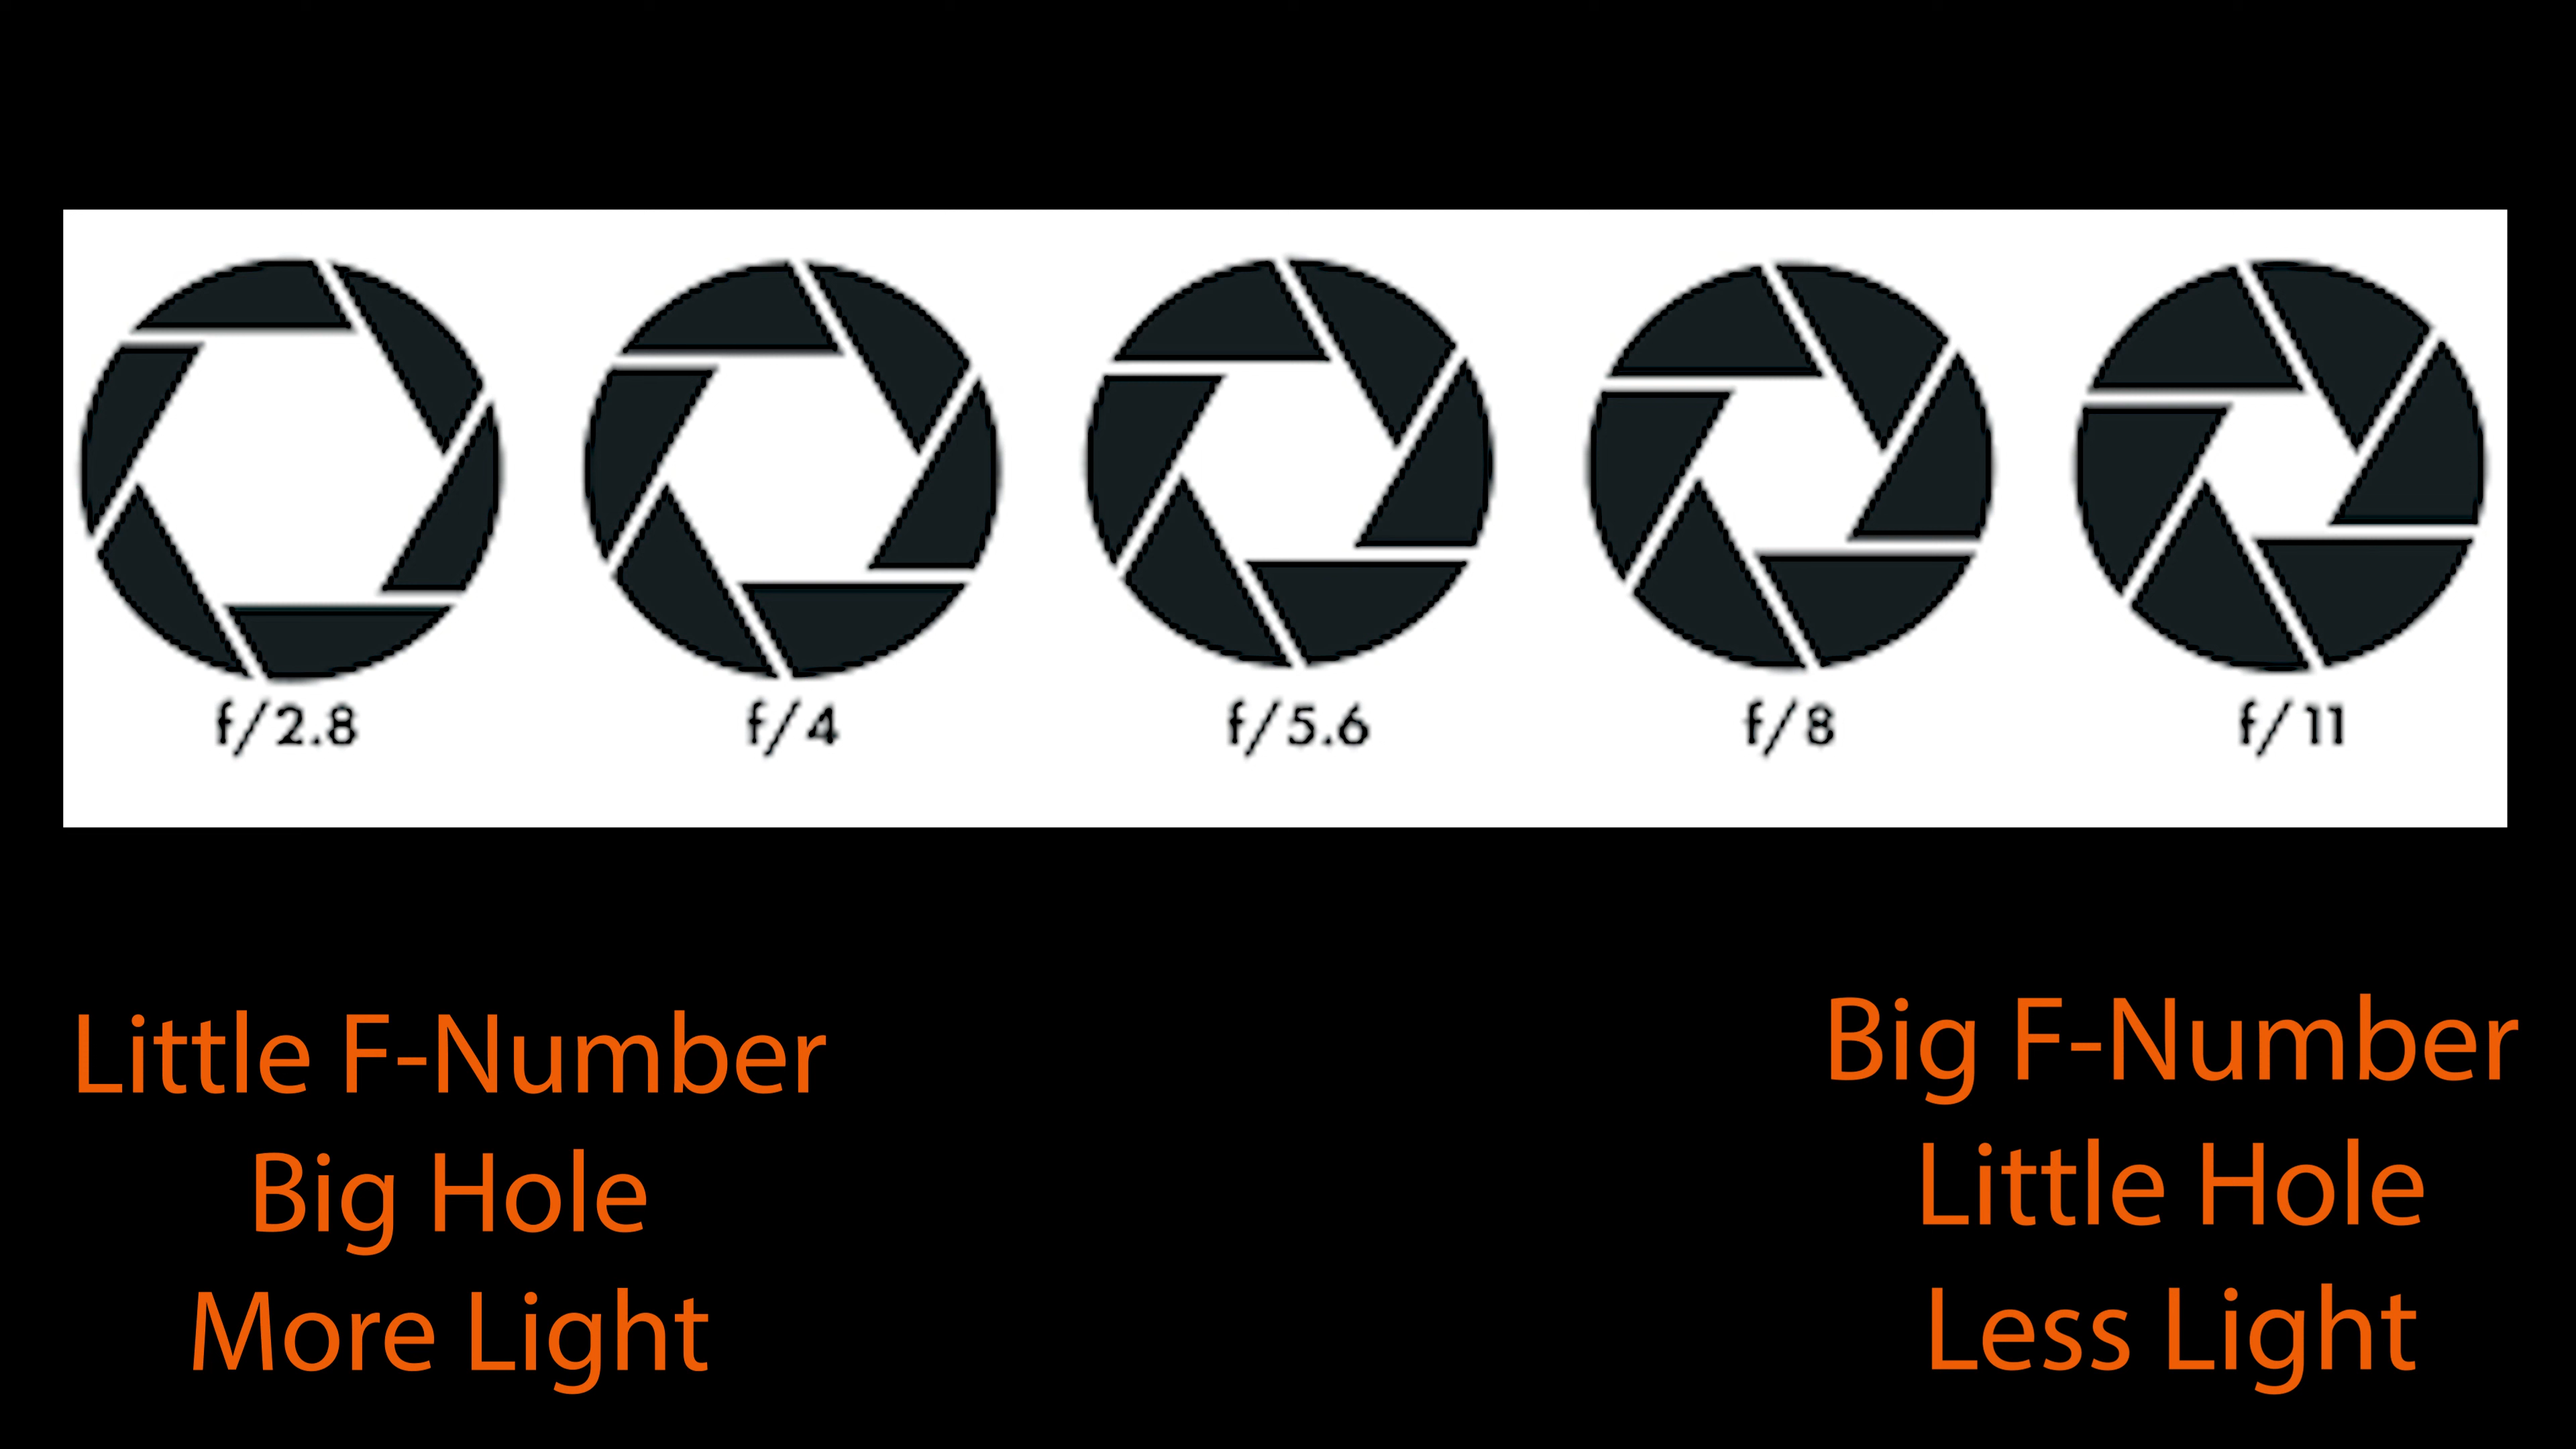 f/2.8 f/4 f/5.6 f/8 f/11
Little F-Number
Big Hole
More Light
Big F-Number
Little Hole
Less Light